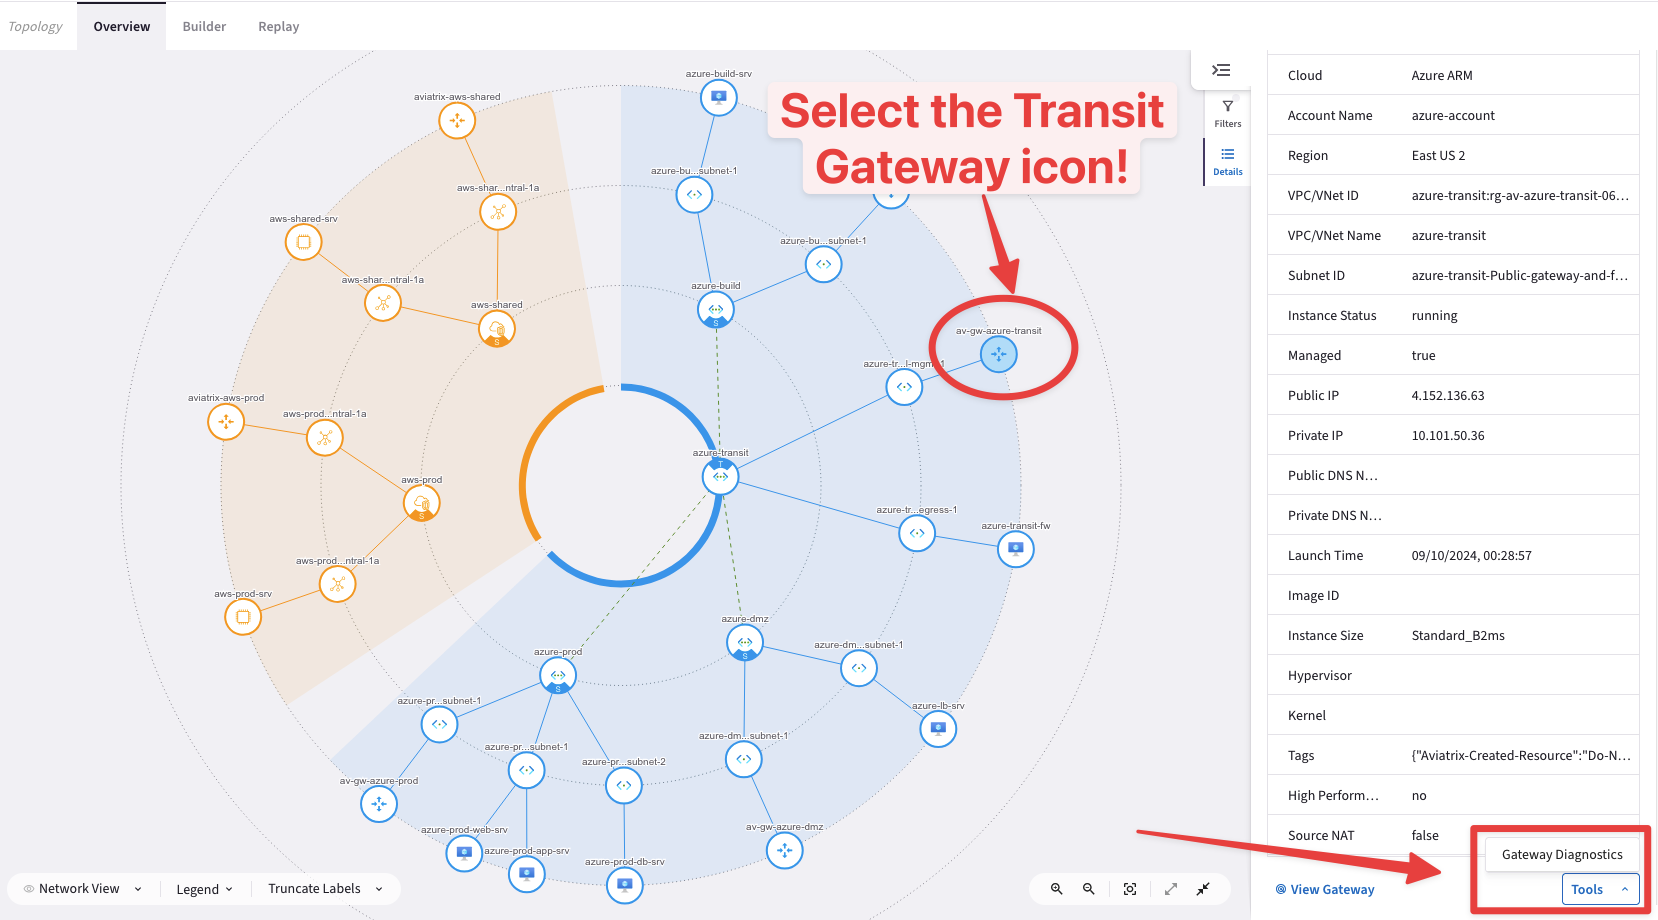 Topology
Overview
Builder
Replay
Select the Transit
Gateway icon!
Filters
Details
azure-build-srv
aviatrix-aws-shared
azure-bu...subnet-1
aws-shar...ntral-1a
aws-shared-srv
azure-bu...subnet-1
aws-shar...ntral-1a
azure-build
S
aws-shared
S
av-gw-azure-transit
azure-tr...l-mgm
1
aviatrix-aws-prod
aws-prod...ntral-1a
azure-transit
T
aws-prod
S
azure-tr...egress-1
azure-transit-fw
aws-prod...ntral-1a
aws-prod-srv
azure-dmz
S
azure-dm...subnet-1
azure-prod
S
azure-pr...subnet-1
azure-lb-srv
azure-dm...subnet-1
azure-pr...subnet-1
azure-pr...subnet-2
av-gw-azure-prod
av-gw-azure-dmz
azure-prod-web-srv
azure-prod-app-srv
azure-prod-db-srv
Network View
Legend
Truncate Labels
Cloud Azure ARM
Account Name azure-account
Region East US 2
VPC/VNet ID azure-transit:rg-av-azure-transit-06...
VPC/VNet Name azure-transit
Subnet ID azure-transit-Public-gateway-and-f...
Instance Status running
Managed true
Public IP 4.152.136.63
Private IP 10.101.50.36
Public DNS N...
Private DNS N...
Launch Time 09/10/2024, 00:28:57
Image ID
Instance Size Standard_B2ms
Hypervisor
Kernel
Tags {"Aviatrix-Created-Resource":"Do-N...
High Perform... no
Source NAT false
Gateway Diagnostics
View Gateway
Tools